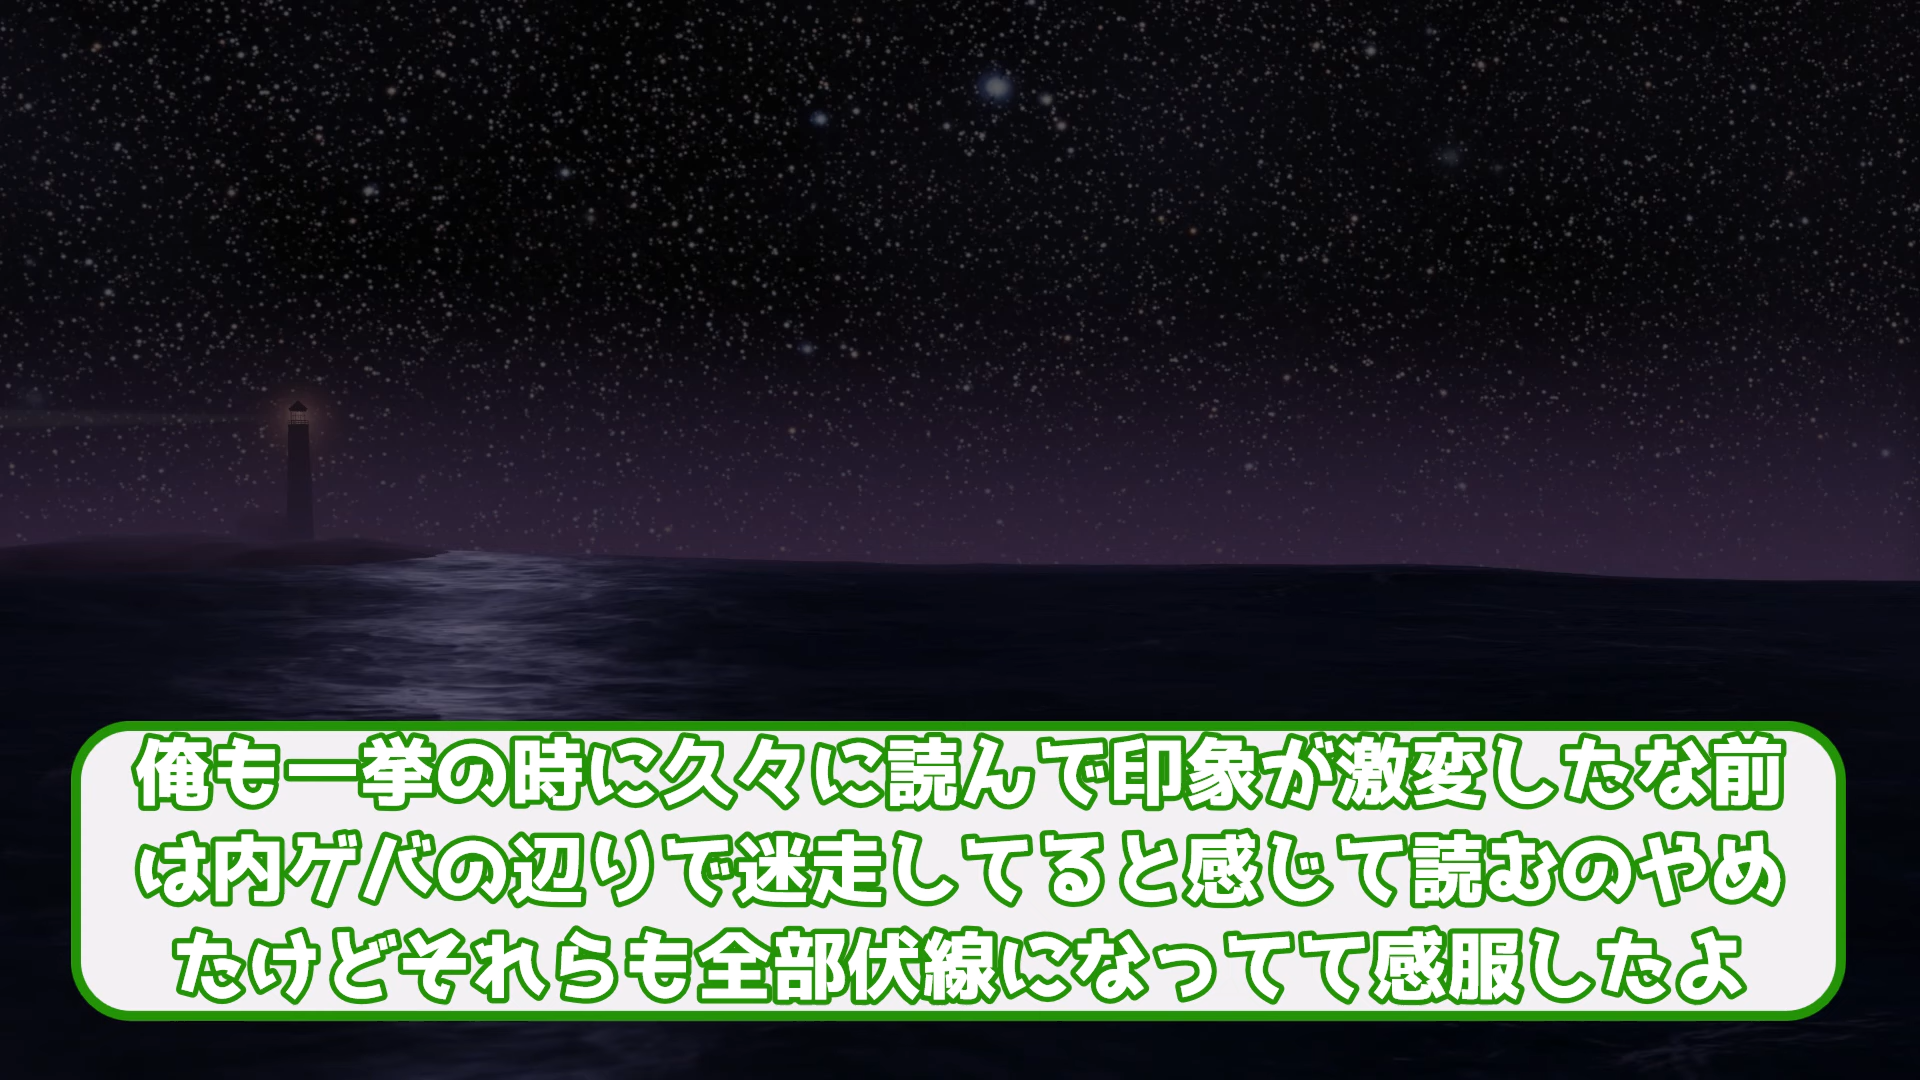 俺も一挙の時に久々に読んで印象が激変したな前
は内ゲバの辺りで迷走してると感じて読むのやめ
たけどそれらも全部伏線になってて感服したよ